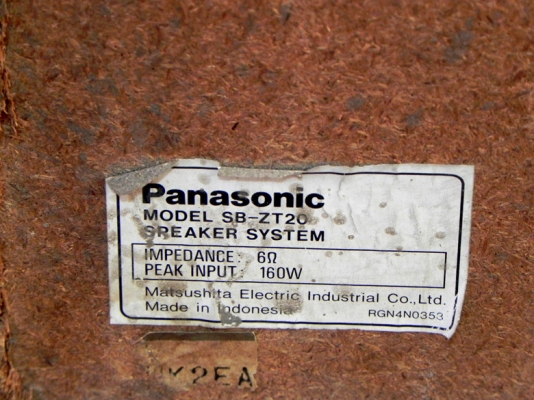 Panasonic
MODEL SB-ZT20
SPEAKER SYSTEM
IMPEDANCE: 6Ω
PEAK INPUT: 160W
Matsushita Electric Industrial Co.,Ltd.
Made in Indonesia
RGN4N0353